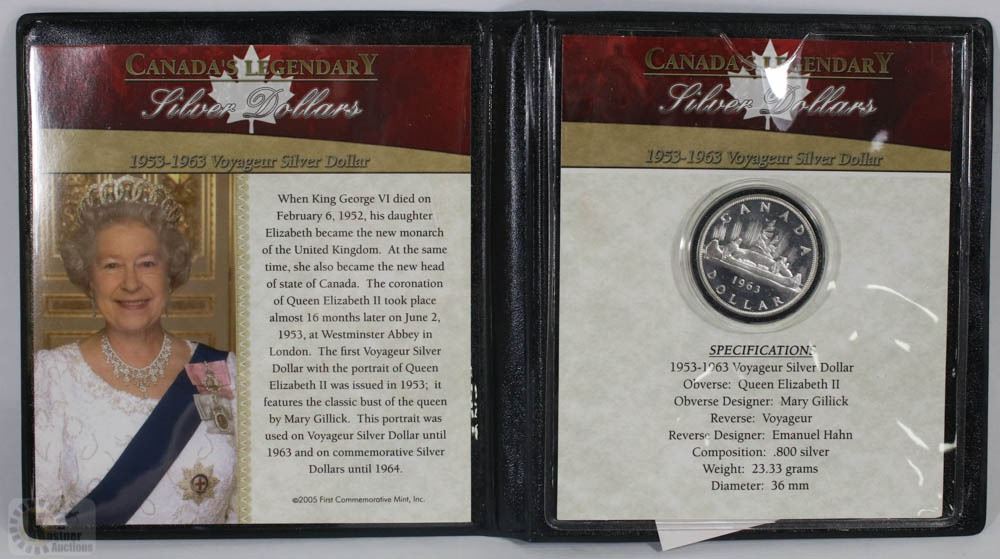 CANADA'S LEGENDARY
Silver Dollars
1953-1963 Voyageur Silver Dollar
When King George VI died on
February 6, 1952, his daughter
Elizabeth became the new monarch
of the United Kingdom. At the same
time, she also became the new head
of state of Canada. The coronation
of Queen Elizabeth II took place
almost 16 months later on June 2,
1953, at Westminster Abbey in
London. The first Voyageur Silver
Dollar with the portrait of Queen
Elizabeth II was issued in 1953; it
features the classic bust of the queen
by Mary Gillick. This portrait was
used on Voyageur Silver Dollar until
1963 and on commemorative Silver
Dollars until 1964.
©2005 First Commemorative Mint, Inc.
Kastner
Auctions
CANADA'S LEGENDARY
Silver Dollars
1953-1963 Voyageur Silver Dollar
CANADA
1963
DOLLAR
SPECIFICATIONS
1953-1963 Voyageur Silver Dollar
Obverse: Queen Elizabeth II
Obverse Designer: Mary Gillick
Reverse: Voyageur
Reverse Designer: Emanuel Hahn
Composition: .800 silver
Weight: 23.33 grams
Diameter: 36 mm